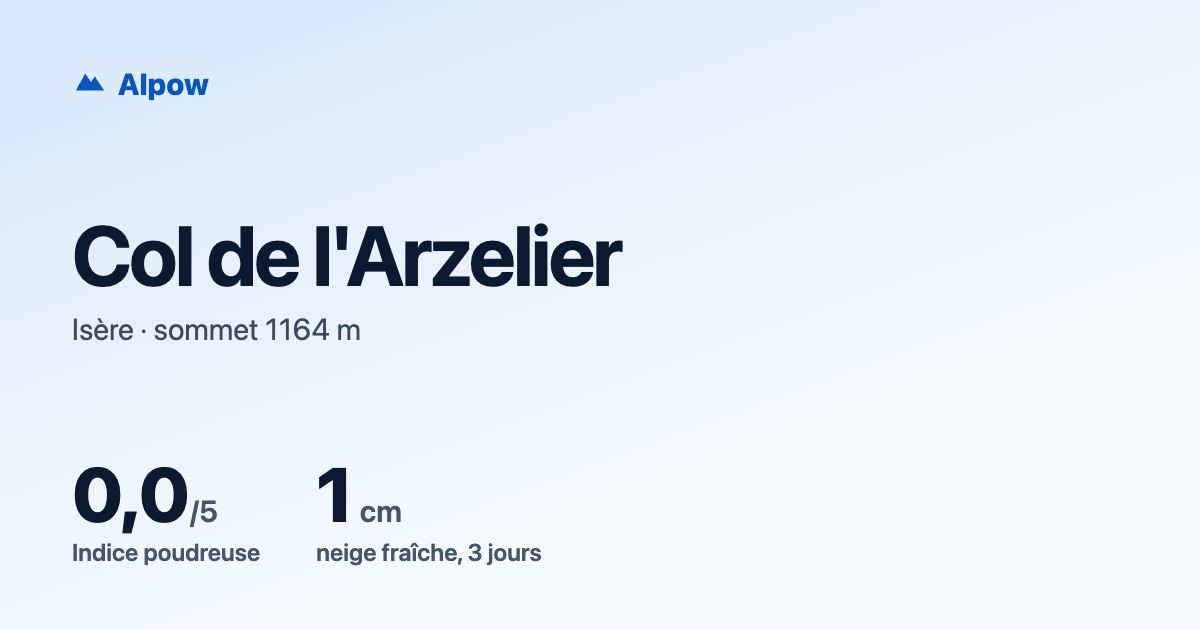 Alpow
Col de l'Arzelier
Isère · sommet 1164 m
0,0/5
Indice poudreuse
1 cm
neige fraîche, 3 jours